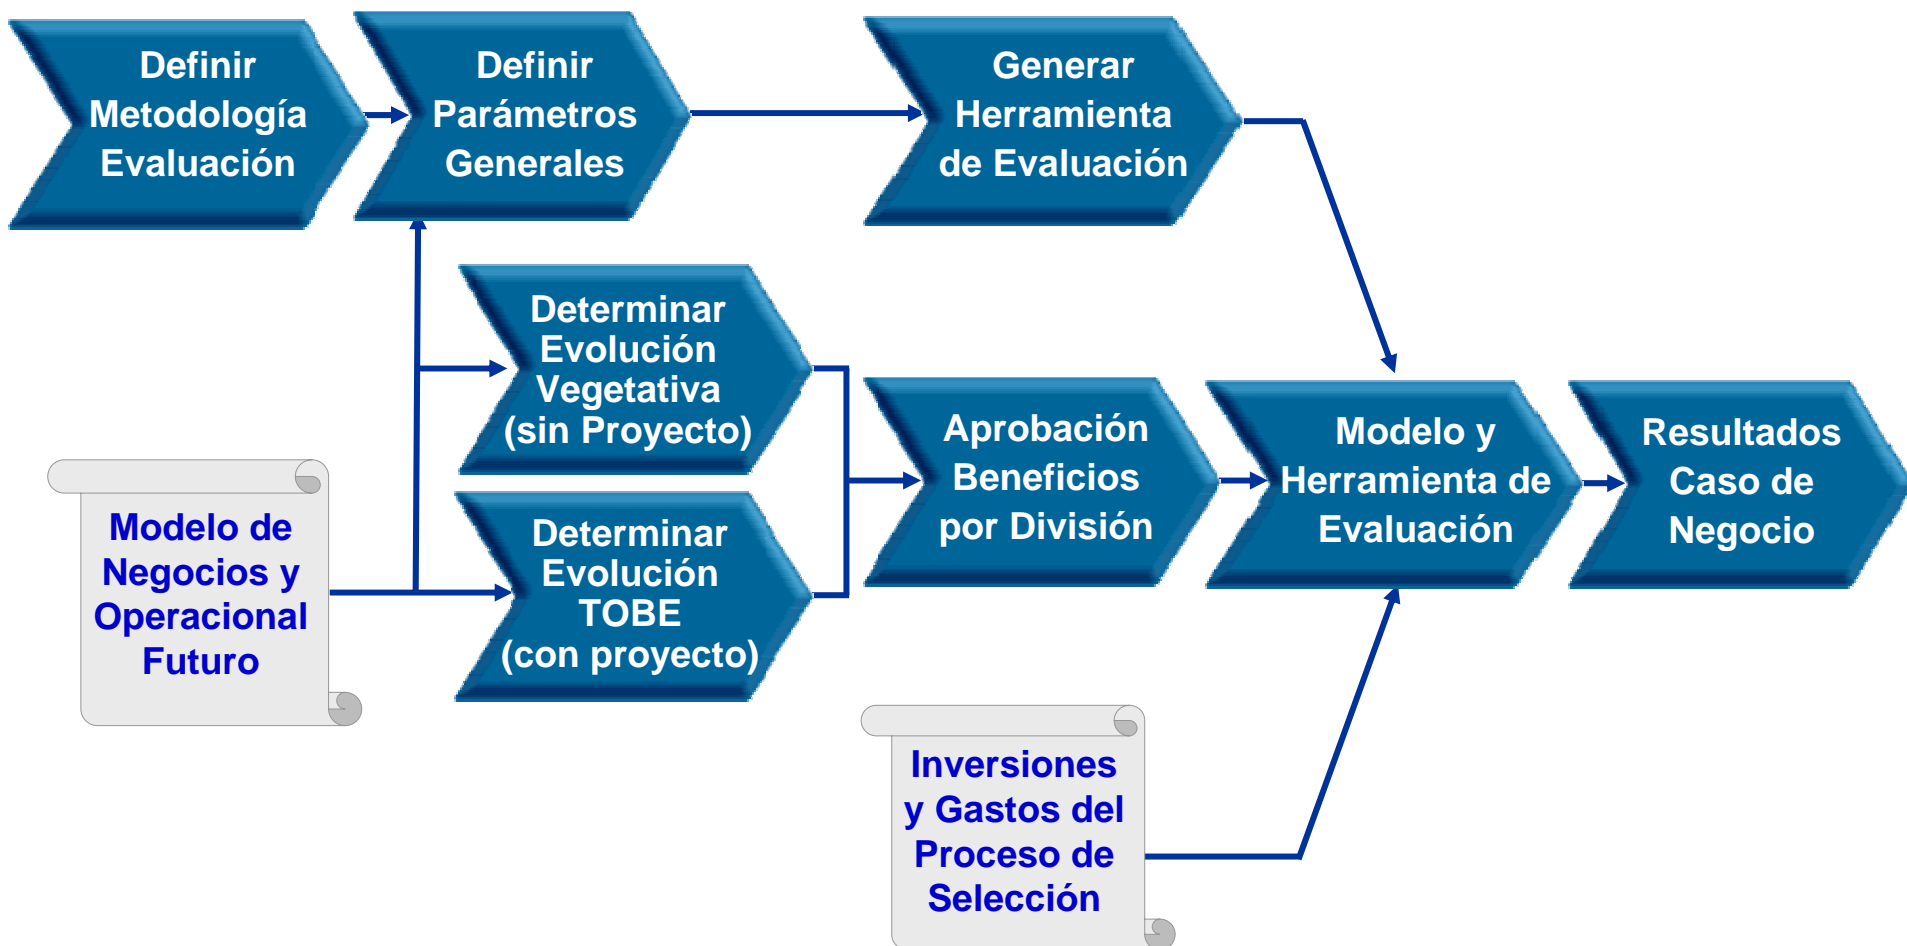 Definir
Metodología
Evaluación
Definir
Parámetros
Generales
Generar
Herramienta
de Evaluación
Determinar
Evolución
Vegetativa
(sin Proyecto)
Modelo de
Negocios y
Operacional
Futuro
Determinar
Evolución
TOBE
(con proyecto)
Aprobación
Beneficios
por División
Modelo y
Herramienta de
Evaluación
Resultados
Caso de
Negocio
Inversiones
y Gastos del
Proceso de
Selección